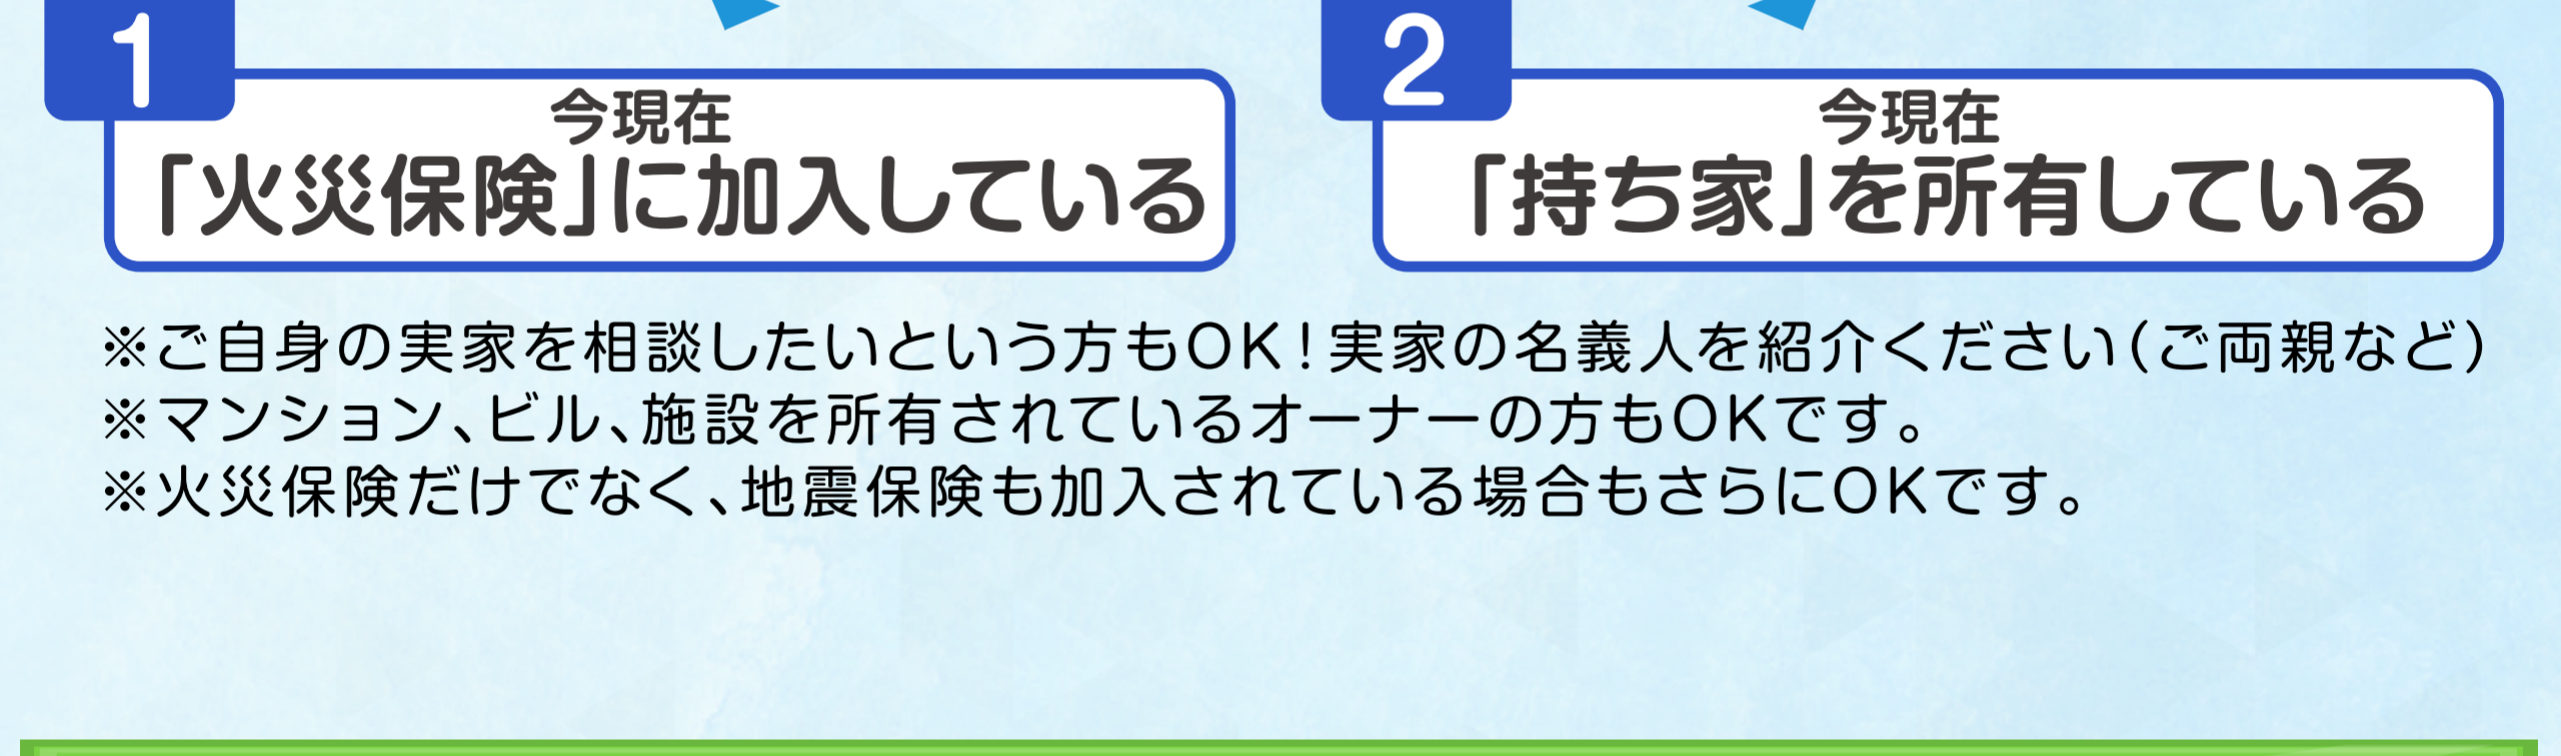 1
今現在
「火災保険」に加入している
2
今現在
「持ち家」を所有している
※ご自身の実家を相談したいという方もOK！実家の名義人を紹介ください（ご両親など）
※マンション、ビル、施設を所有されているオーナーの方もOKです。
※火災保険だけでなく、地震保険も加入されている場合もさらにOKです。